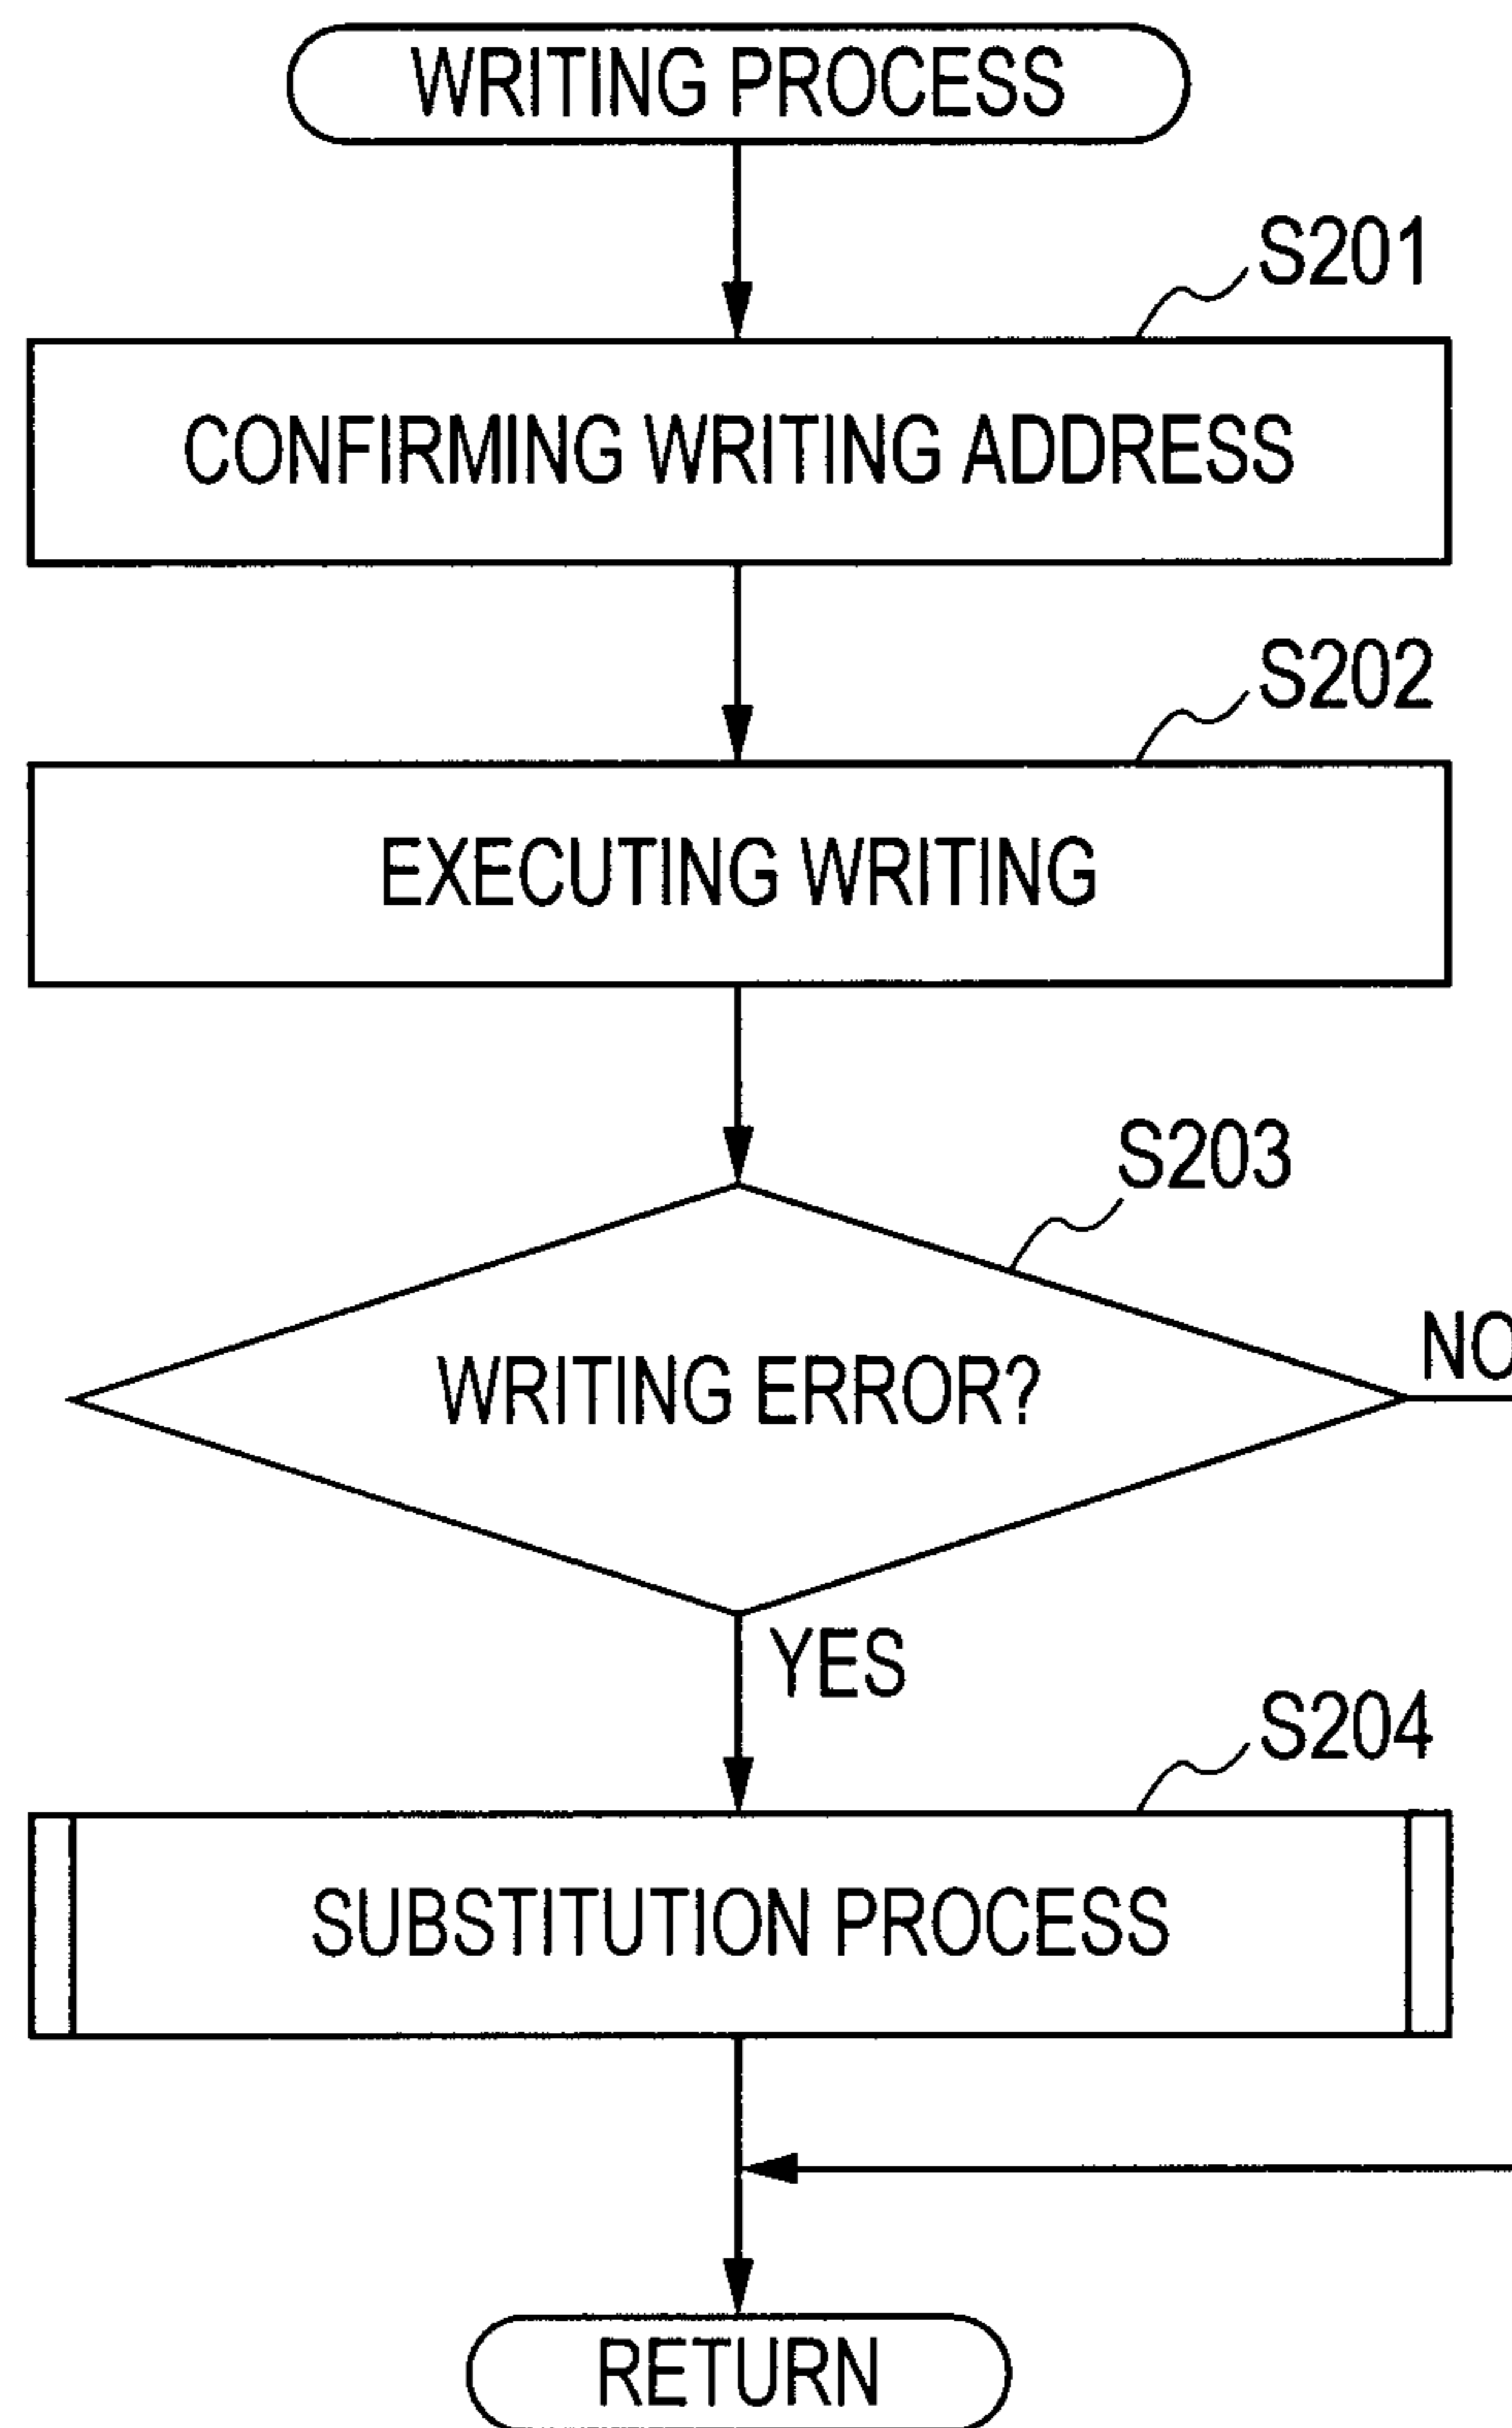 WRITING PROCESS
S201
CONFIRMING WRITING ADDRESS
S202
EXECUTING WRITING
S203
WRITING ERROR?
NO
YES
S204
SUBSTITUTION PROCESS
RETURN